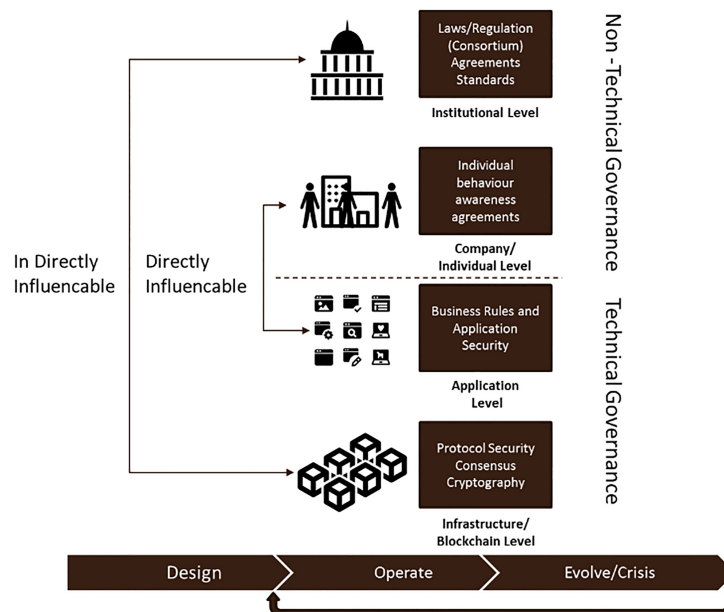 Laws/Regulation
(Consortium)
Agreements
Standards
Institutional Level
Individual
behaviour
awareness
agreements
Company/
Individual Level
Non -Technical Governance
In Directly
Influencable
Directly
Influencable
Business Rules and
Application
Security
Application
Level
Protocol Security
Consensus
Cryptography
Infrastructure/
Blockchain Level
Technical Governance
Design
Operate
Evolve/Crisis